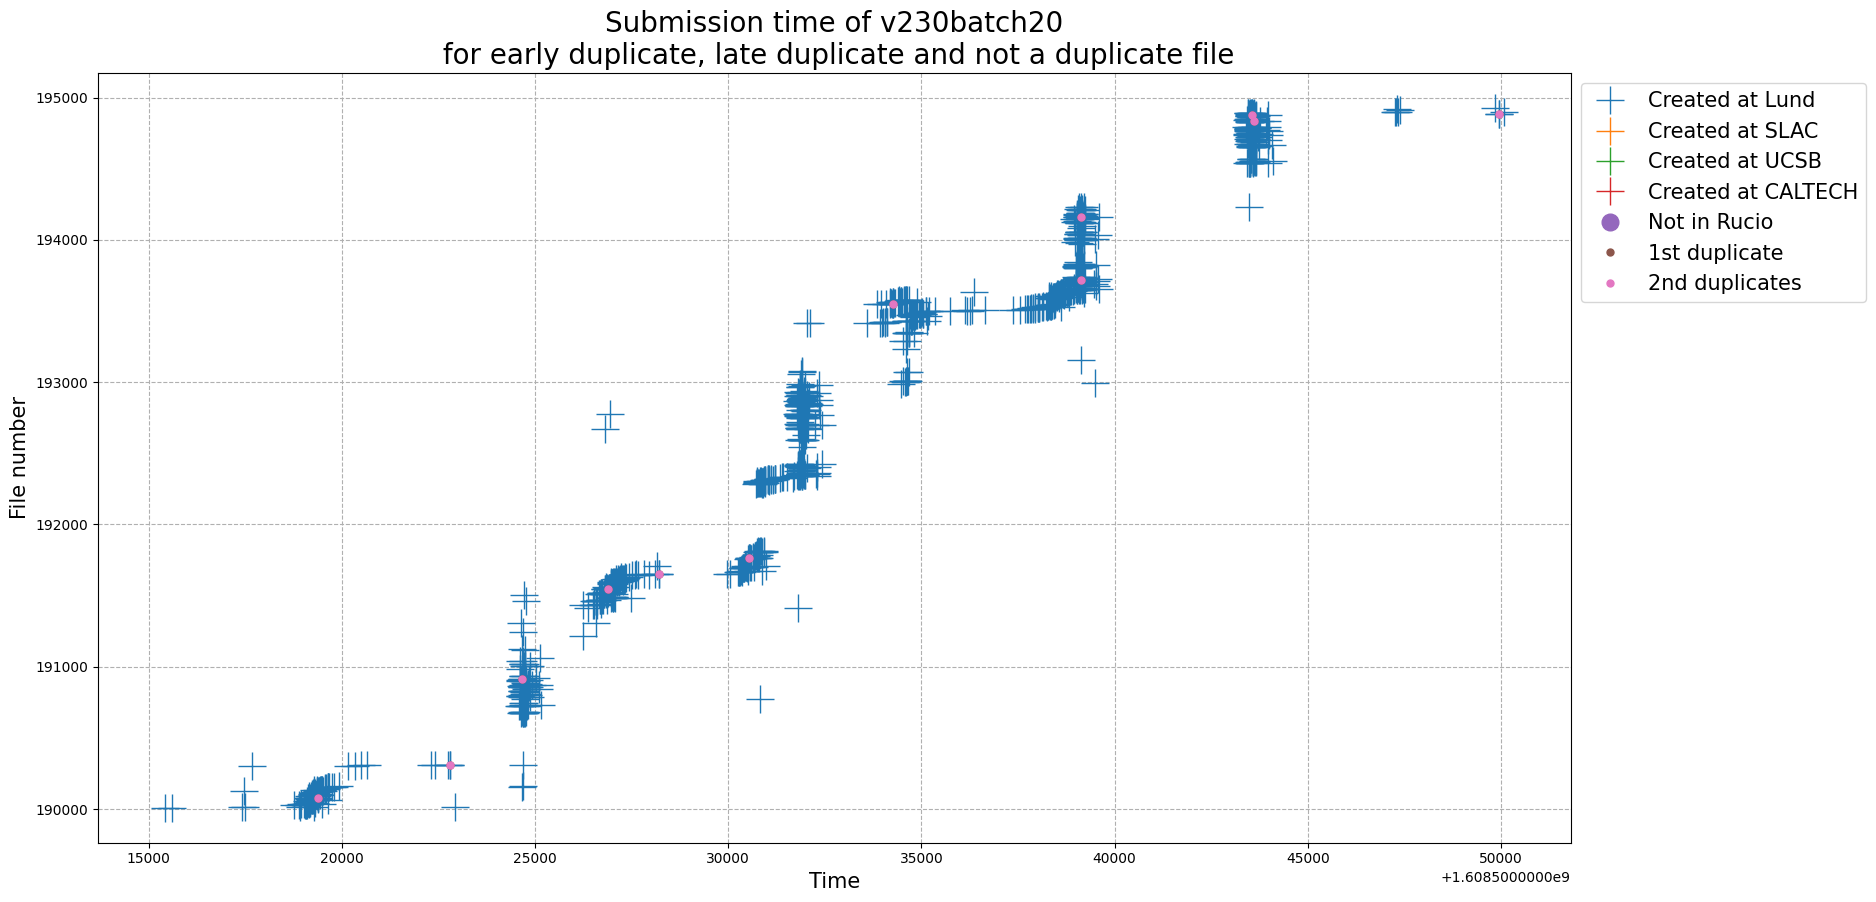 Submission time of v230batch20
for early duplicate, late duplicate and not a duplicate file
195000
194000
193000
192000
191000
190000
File number
15000
20000
25000
30000
35000
40000
45000
50000
+1.6085000000e9
Time
Created at Lund
Created at SLAC
Created at UCSB
Created at CALTECH
Not in Rucio
1st duplicate
2nd duplicates